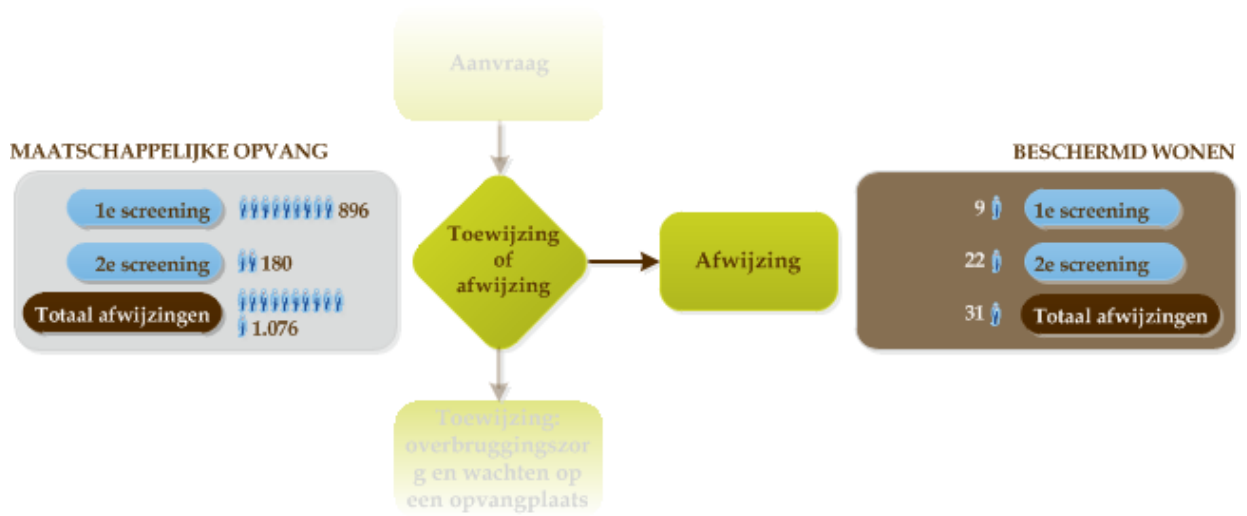 Aanvraag
MAATSCHAPPELIJKE OPVANG
1e screening 896
2e screening 180
Totaal afwijzingen
1.076
Toewijzing
of
afwijzing
Afwijzing
BESCHERMD WONEN
9 1e screening
22 2e screening
31 Totaal afwijzingen
Toewijzing:
overbruggingszor
g en wachten op
een opvangplaats